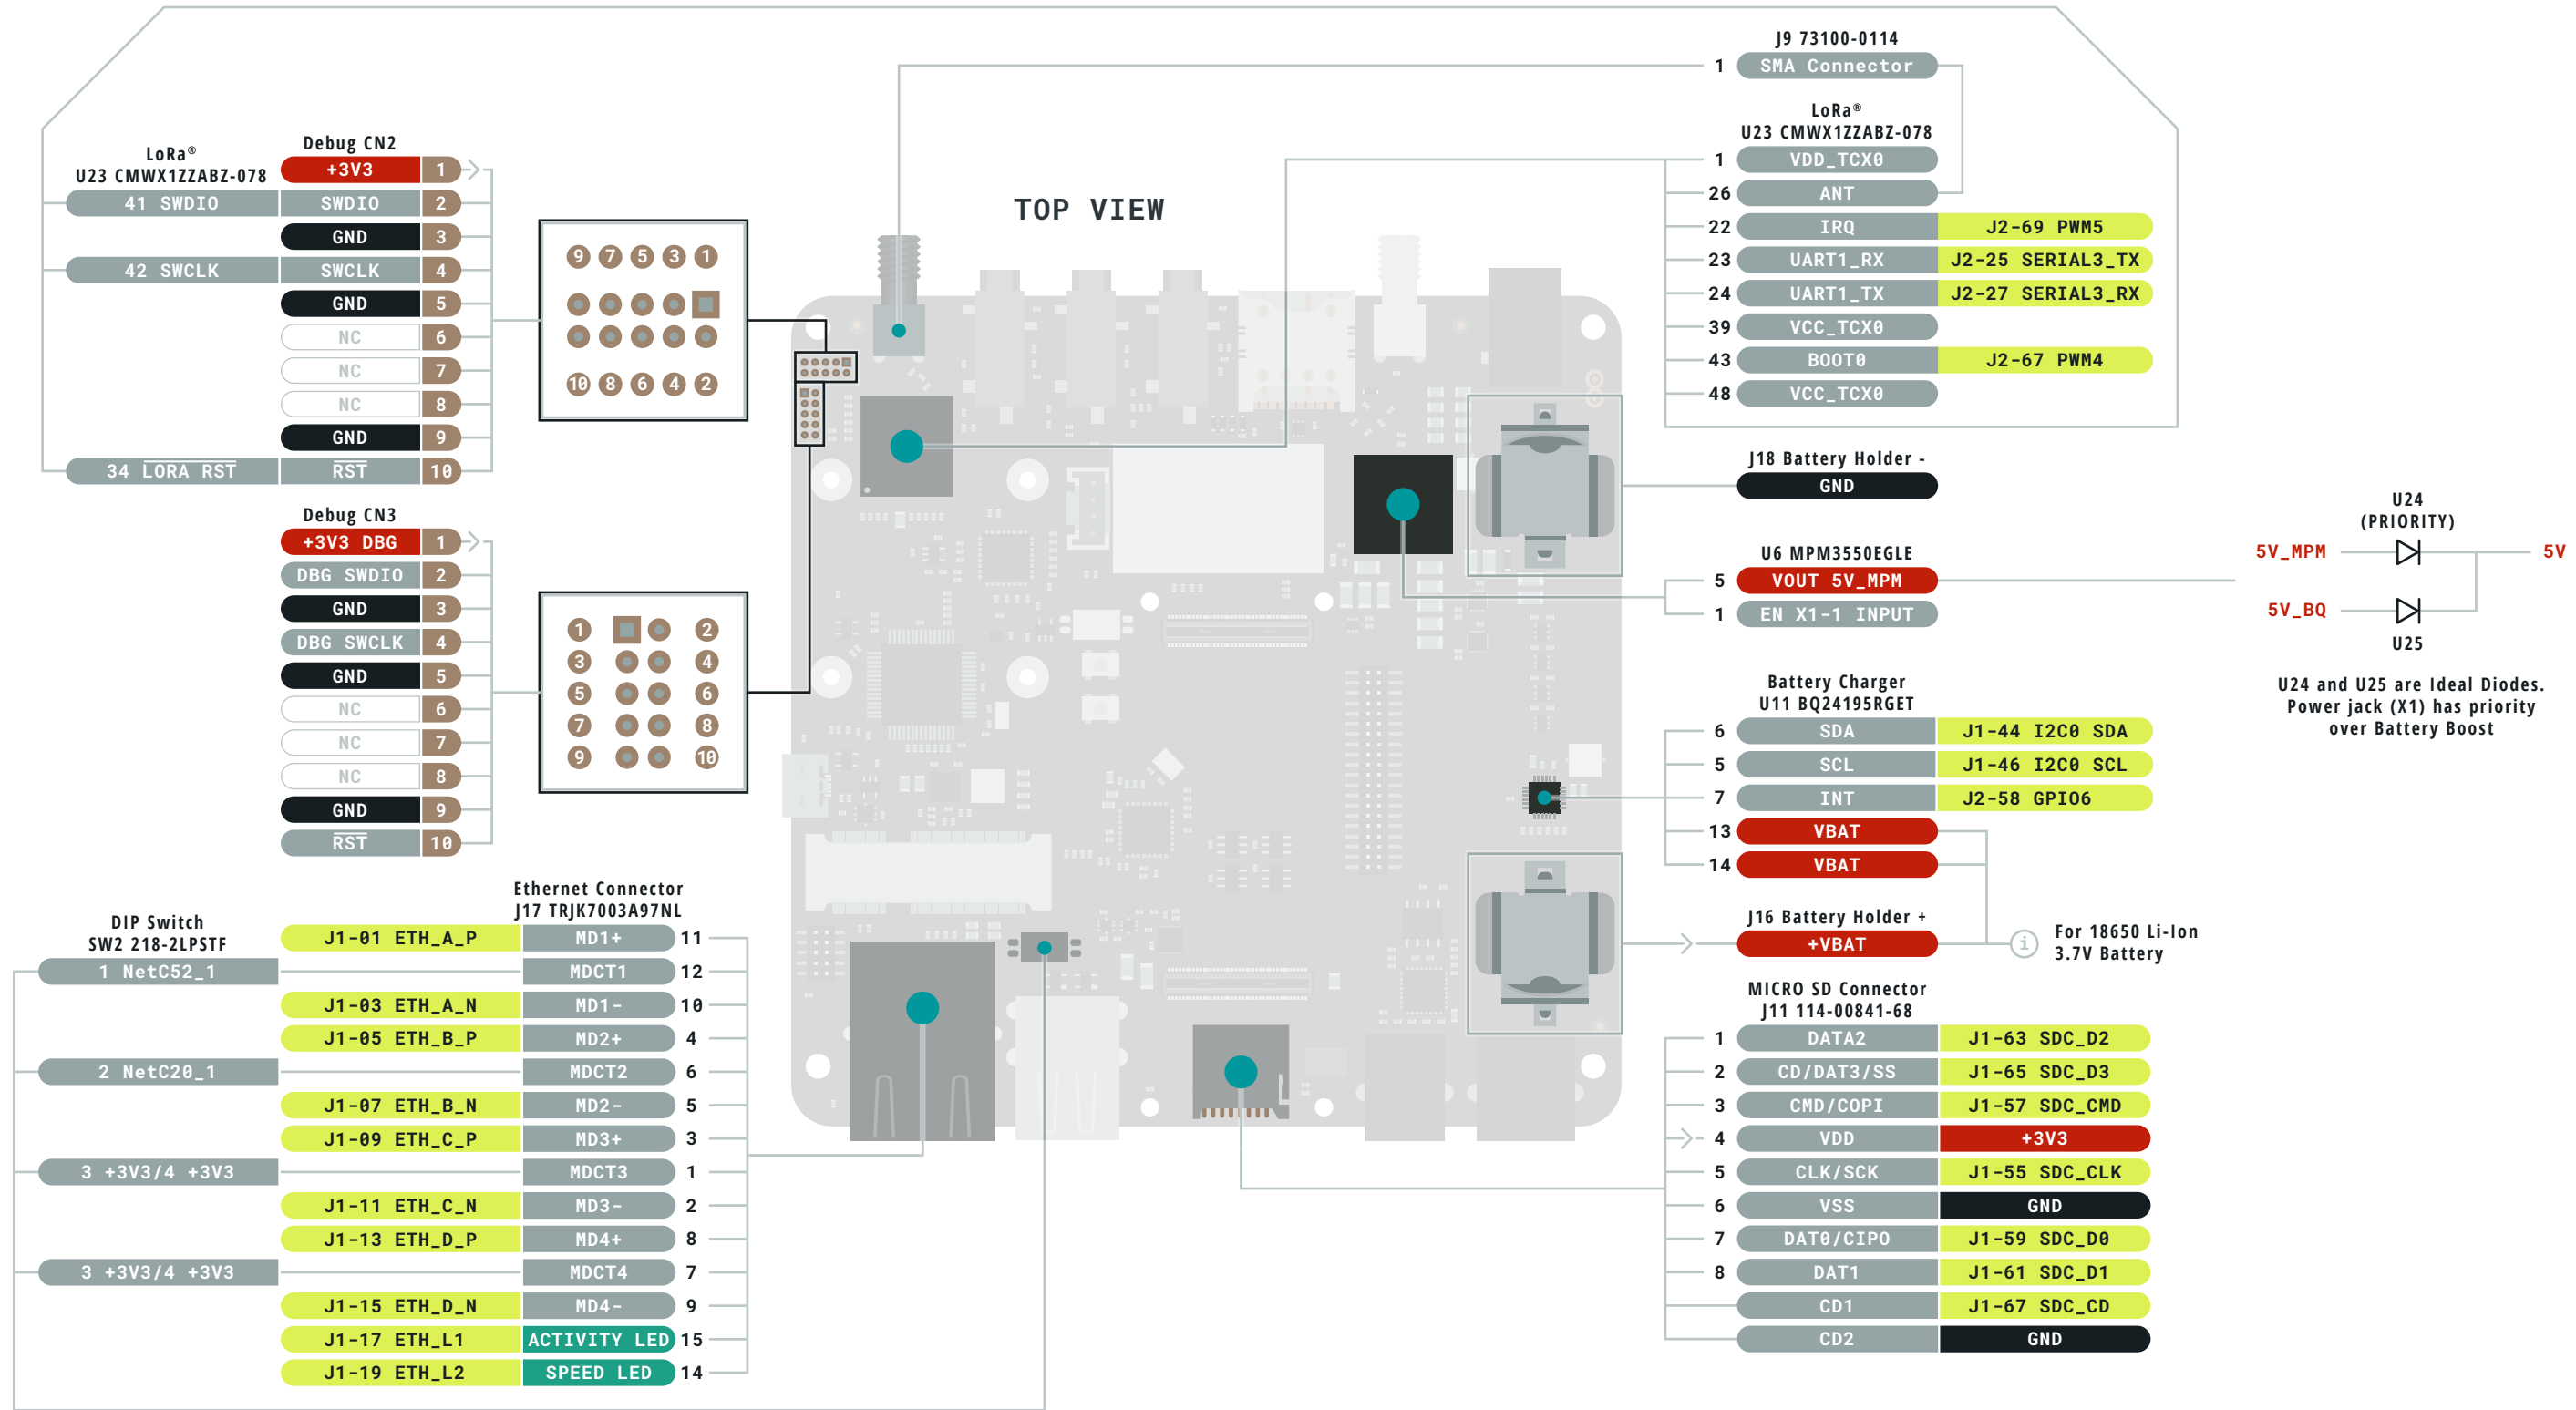 J9 73100-0114
1 SMA Connector
LoRa®
U23 CMWX1ZZABZ-078
1 VDD_TCX0
26 ANT
22 IRQ J2-69 PWM5
23 UART1_RX J2-25 SERIAL3_TX
24 UART1_TX J2-27 SERIAL3_RX
39 VCC_TCX0
43 BOOT0 J2-67 PWM4
48 VCC_TCX0
TOP VIEW
LoRa®
U23 CMWX1ZZABZ-078
Debug CN2
+3V3 1
41 SWDIO SWDIO 2
GND 3
42 SWCLK SWCLK 4
GND 5
NC 6
NC 7
NC 8
GND 9
34 LORA RST RST 10
9 7 5 3 1
10 8 6 4 2
Debug CN3
+3V3 DBG 1
DBG SWDIO 2
GND 3
DBG SWCLK 4
GND 5
NC 6
NC 7
NC 8
GND 9
RST 10
1 2
3 4
5 6
7 8
9 10
J18 Battery Holder -
GND
U6 MPM3550EGLE
5 VOUT 5V_MPM
1 EN X1-1 INPUT
U24
(PRIORITY)
5V_MPM 5V
5V_BQ
U25
U24 and U25 are Ideal Diodes.
Power jack (X1) has priority
over Battery Boost
Battery Charger
U11 BQ24195RGET
6 SDA J1-44 I2C0 SDA
5 SCL J1-46 I2C0 SCL
7 INT J2-58 GPIO6
13 VBAT
14 VBAT
J16 Battery Holder +
+VBAT
i
For 18650 Li-Ion
3.7V Battery
DIP Switch
SW2 218-2LPSTF
Ethernet Connector
J17 TRJK7003A97NL
J1-01 ETH_A_P MD1+ 11
1 NetC52_1 MDCT1 12
J1-03 ETH_A_N MD1- 10
J1-05 ETH_B_P MD2+ 4
2 NetC20_1 MDCT2 6
J1-07 ETH_B_N MD2- 5
J1-09 ETH_C_P MD3+ 3
3 +3V3/4 +3V3 MDCT3 1
J1-11 ETH_C_N MD3- 2
J1-13 ETH_D_P MD4+ 8
3 +3V3/4 +3V3 MDCT4 7
J1-15 ETH_D_N MD4- 9
J1-17 ETH_L1 ACTIVITY LED 15
J1-19 ETH_L2 SPEED LED 14
MICRO SD Connector
J11 114-00841-68
1 DATA2 J1-63 SDC_D2
2 CD/DAT3/SS J1-65 SDC_D3
3 CMD/COPI J1-57 SDC_CMD
4 VDD +3V3
5 CLK/SCK J1-55 SDC_CLK
6 VSS GND
7 DAT0/CIPO J1-59 SDC_D0
8 DAT1 J1-61 SDC_D1
CD1 J1-67 SDC_CD
CD2 GND